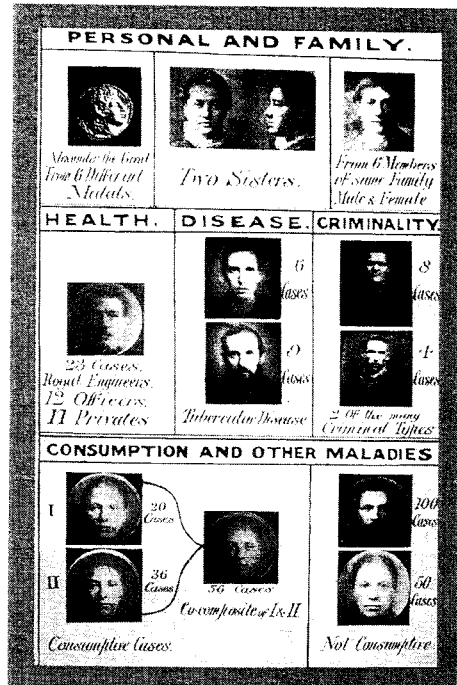 PERSONAL AND FAMILY.
Alexander the Great
From 6 Different
Medals.
Two Sisters.
From 6 Members
of same Family
Male & Female
HEALTH.
DISEASE.
CRIMINALITY.
23 Cases.
Royal Engineers.
12 Officers.
11 Privates
6
Cases
9
Cases
Tubercular Disease
8
Cases
4
Cases
2 Of the many
Criminal Types
CONSUMPTION AND OTHER MALADIES
I
20
Cases
II
36
Cases
Consumptive Cases.
56 Cases
Co-composite of I & II
100
Cases
50
Cases
Not Consumptive.